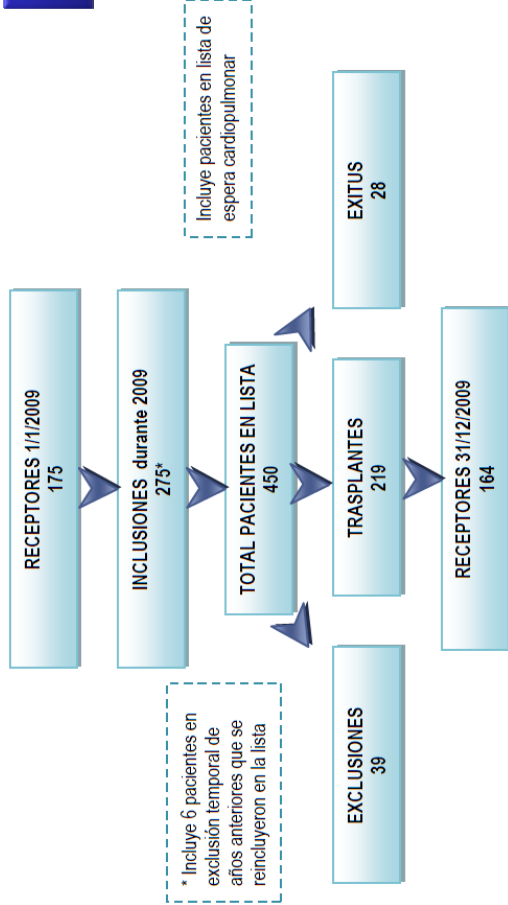 RECEPTORES 1/1/2009
175
INCLUSIONES durante 2009
275*
Incluye pacientes en lista de
espera cardiopulmonar
* Incluye 6 pacientes en
exclusión temporal de
años anteriores que se
reincluyeron en la lista
TOTAL PACIENTES EN LISTA
450
EXCLUSIONES
39
TRASPLANTES
219
EXITUS
28
RECEPTORES 31/12/2009
164